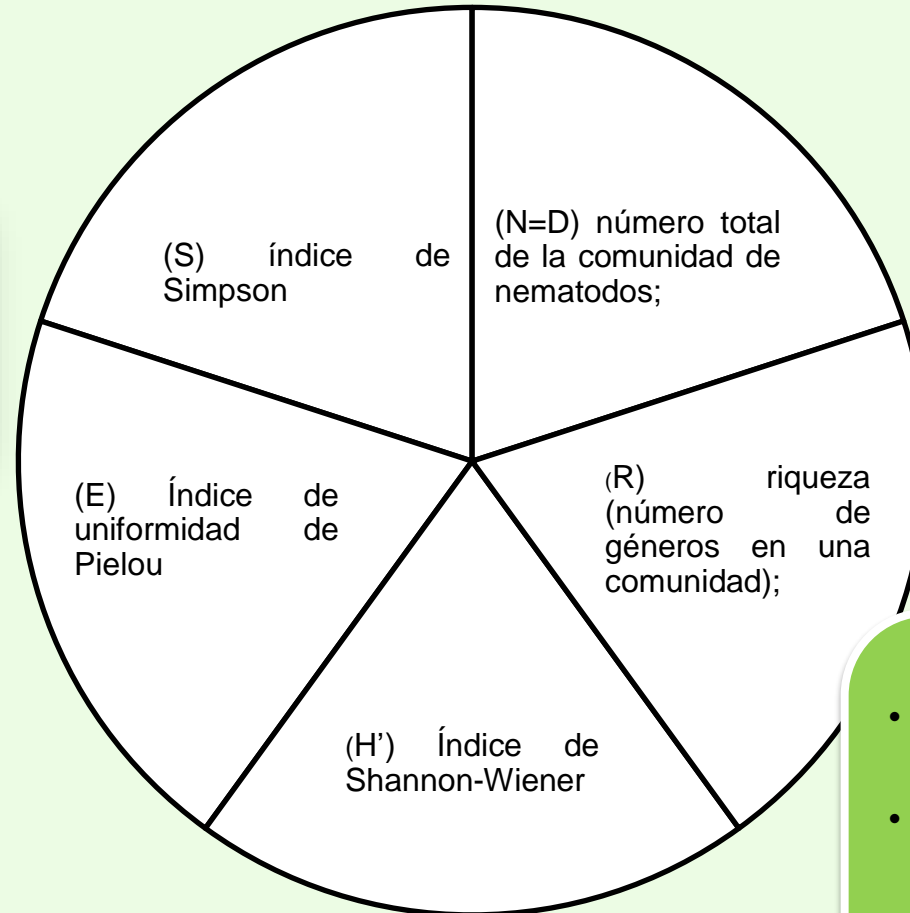 (N=D) número total
de la comunidad de
nematodos;
(R) riqueza
(número de
géneros en una
comunidad);
(H’) Índice de
Shannon-Wiener
(E) Índice de
uniformidad de
Pielou
(S) índice de
Simpson